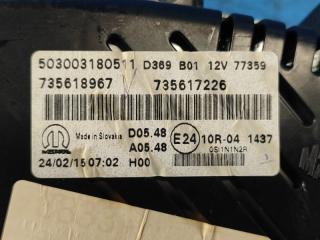 503003180511 D369 B01 12V 77359
735618967 735617226
Made in Slovakia D05.48 E24 10R-04 1437
A05.48 0SI1N1N2R
24/02/15 07:02 H00